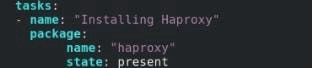 tasks:
- name: "Installing Haproxy"
package:
name: "haproxy"
state: present